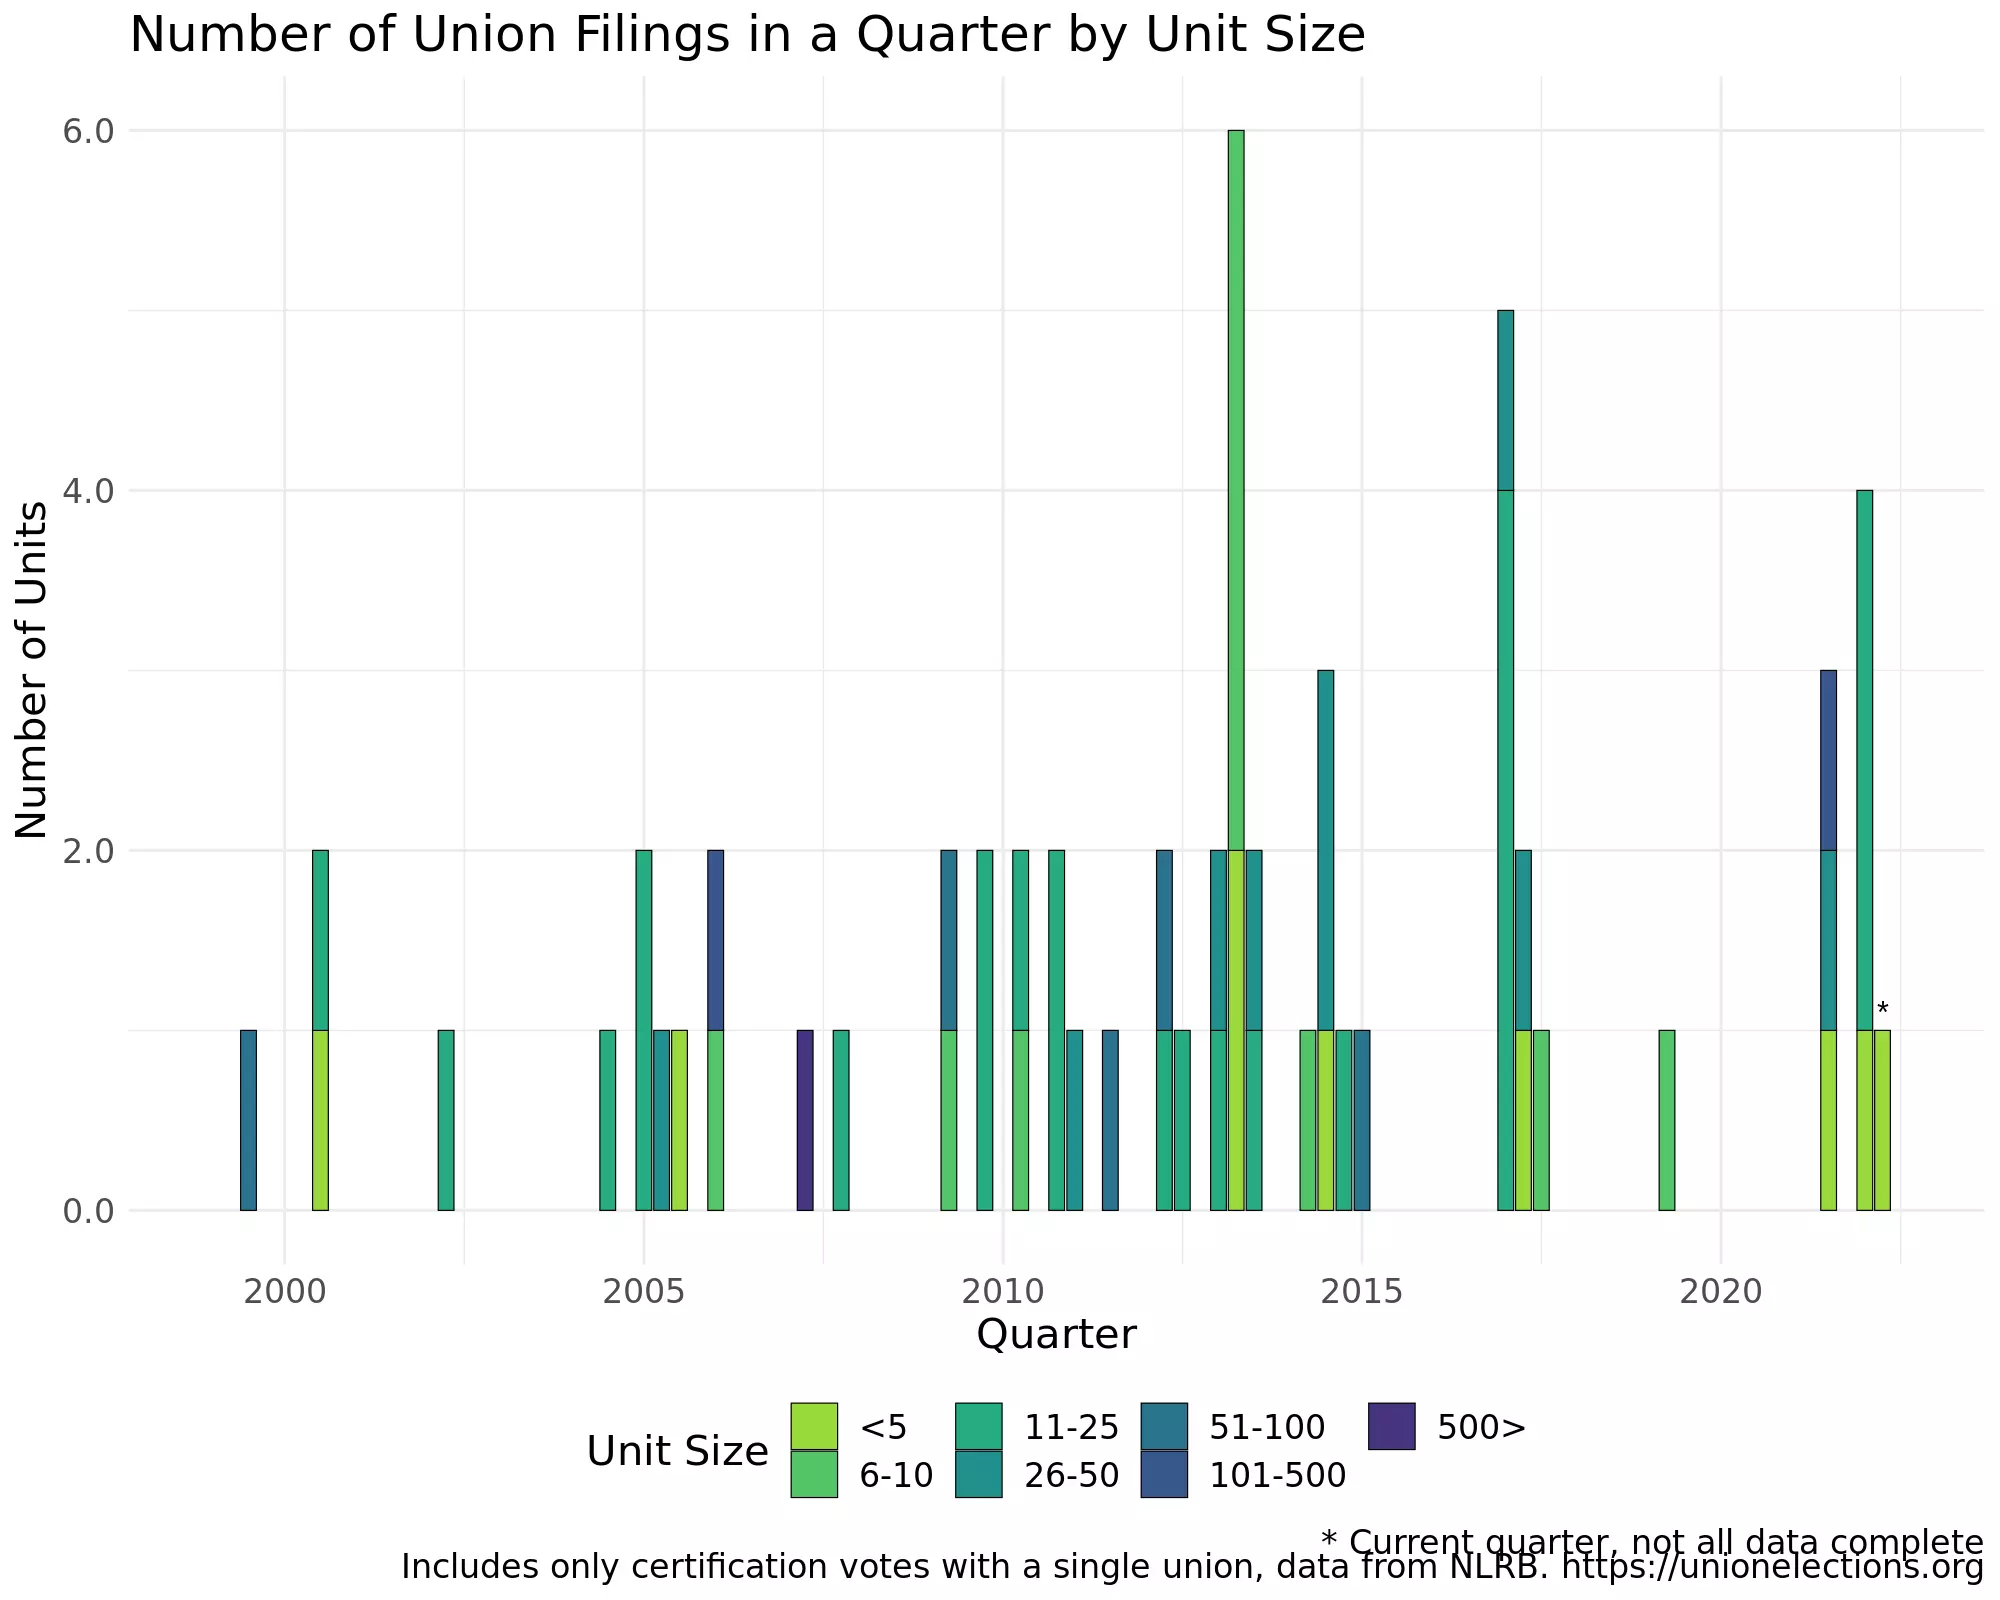 Number of Union Filings in a Quarter by Unit Size
6.0
4.0
2.0
0.0
Number of Units
*
2000 2005 2010 2015 2020
Quarter
Unit Size
<5 11-25 51-100 500>
6-10 26-50 101-500
* Current quarter, not all data complete
Includes only certification votes with a single union, data from NLRB. https://unionelections.org